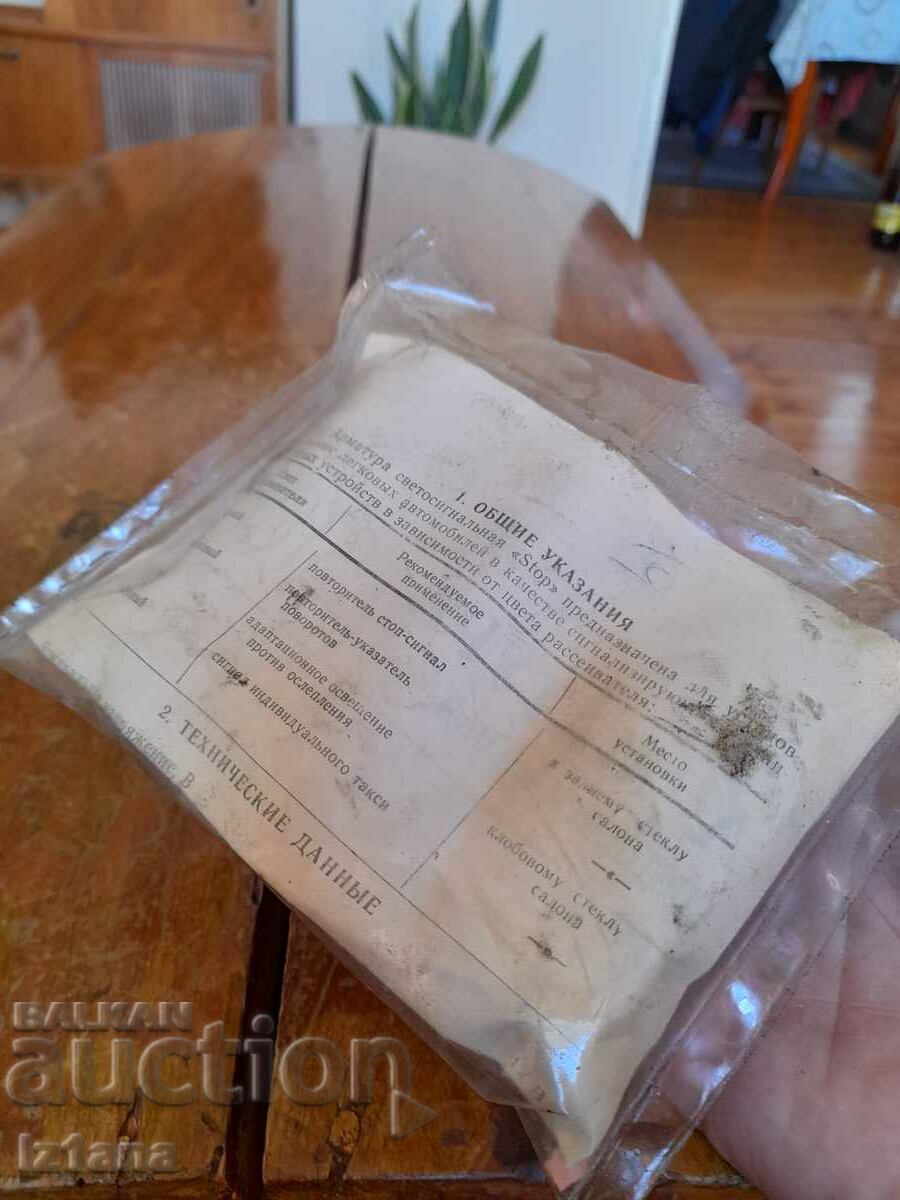 1. ОБЩИЕ УКАЗАНИЯ
Арматура светосигнальная «Stop» предназначена для
легковых автомобилей в качестве
устройств в зависимости от цвета рассеивателя:
Рекомендуемое
применение
Место
установки
повторитель стоп-сигнал
к заднему стеклу
салона
повторитель-указатель
поворотов
—«—
адаптационное освещение
против ослепления
клобовому стеклу
салона
сигнал индивидуального такси
—»—
2. ТЕХНИЧЕСКИЕ ДАННЫЕ
BALKAN
auction
iz1ana